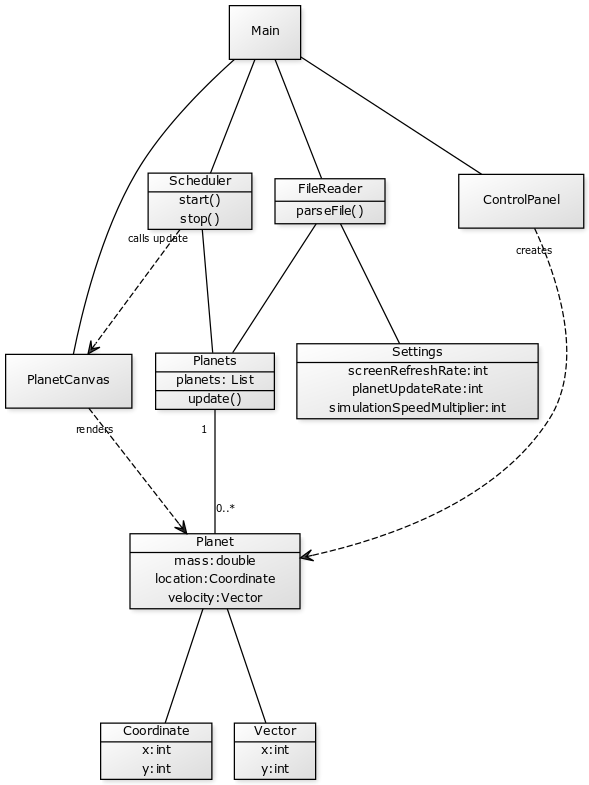 Main
Scheduler
start()
stop()
FileReader
parseFile()
ControlPanel
calls update
creates
PlanetCanvas
Planets
planets: List
update()
Settings
screenRefreshRate:int
planetUpdateRate:int
simulationSpeedMultiplier:int
renders
1
0..*
Planet
mass:double
location:Coordinate
velocity:Vector
Coordinate
x:int
y:int
Vector
x:int
y:int